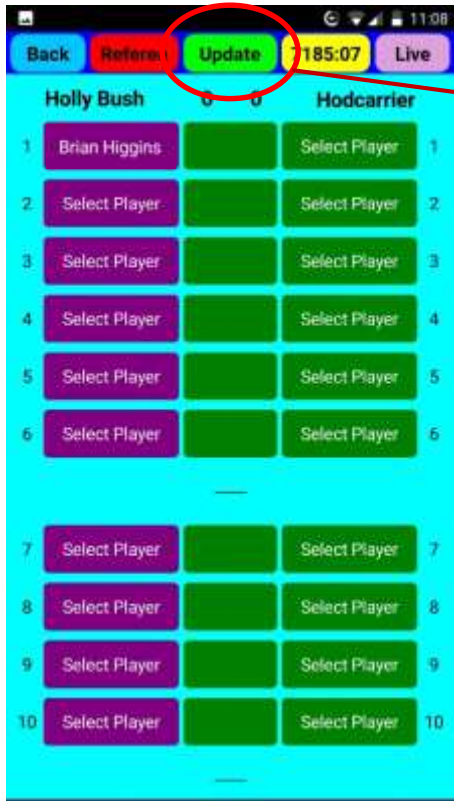 11:08
Back Update 185:07 Live
Holly Bush 0 0 Hodcarrier
1 Brian Higgins Select Player 1
2 Select Player Select Player 2
3 Select Player Select Player 3
4 Select Player Select Player 4
5 Select Player Select Player 5
6 Select Player Select Player 6
7 Select Player Select Player 7
8 Select Player Select Player 8
9 Select Player Select Player 9
10 Select Player Select Player 10